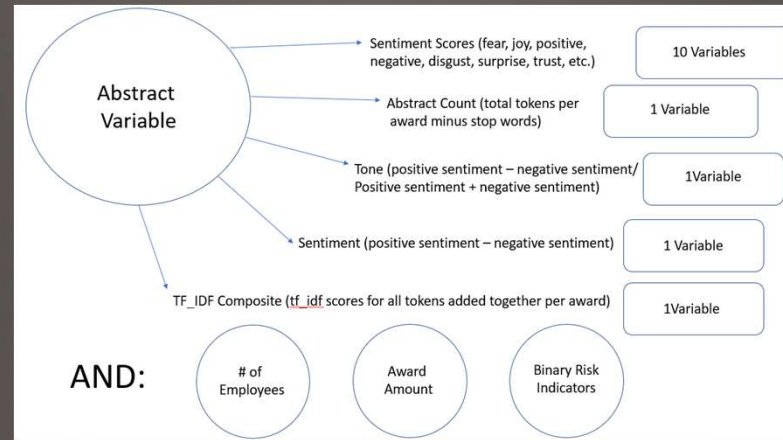 Abstract
Variable
Sentiment Scores (fear, joy, positive,
negative, disgust, surprise, trust, etc.)
10 Variables
Abstract Count (total tokens per
award minus stop words)
1 Variable
Tone (positive sentiment – negative sentiment/
Positive sentiment + negative sentiment)
1Variable
Sentiment (positive sentiment – negative sentiment)
1 Variable
TF_IDF Composite (tf_idf scores for all tokens added together per award)
1Variable
AND:
# of
Employees
Award
Amount
Binary Risk
Indicators